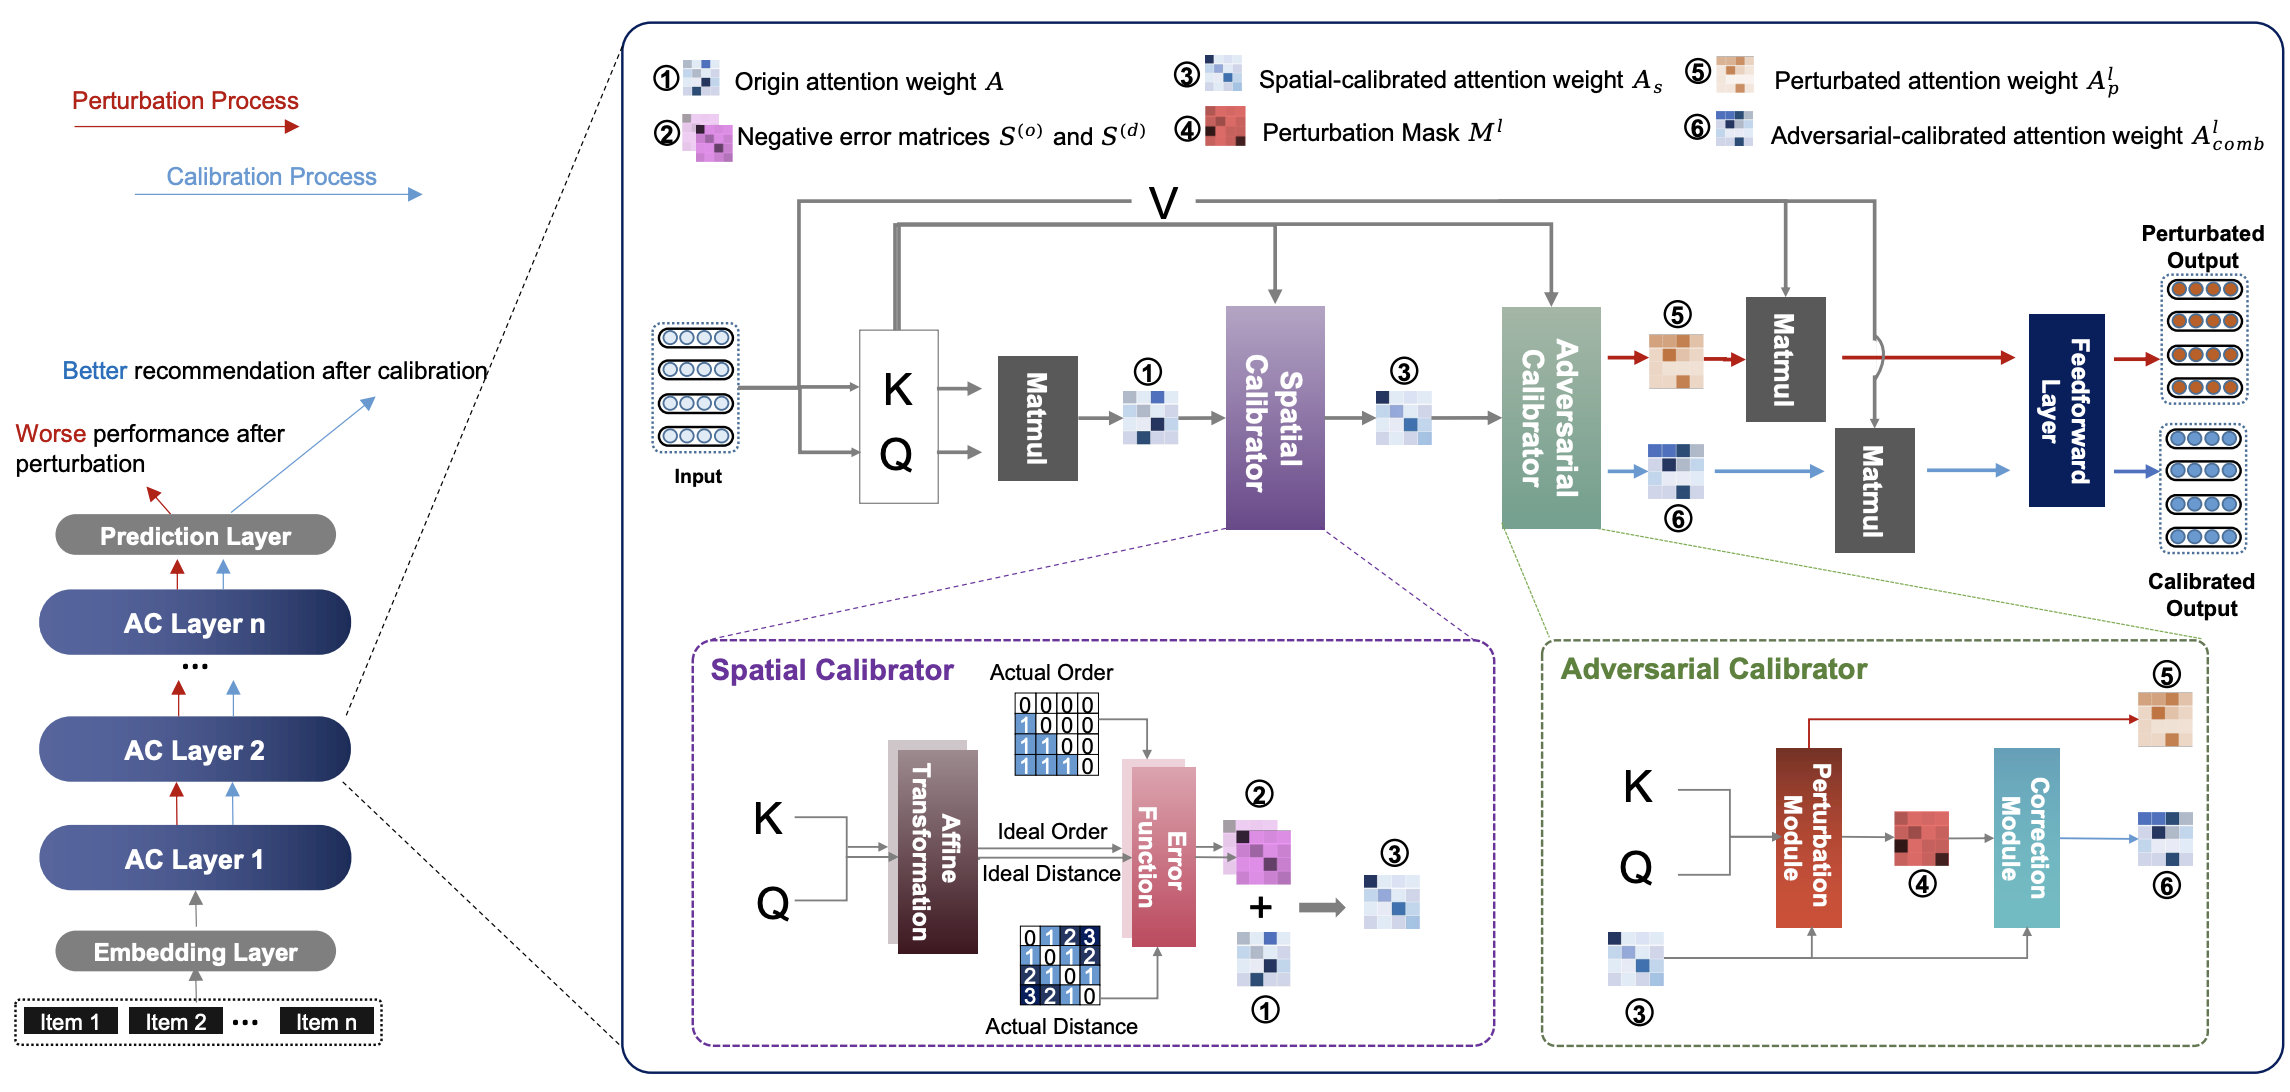 Perturbation Process
Calibration Process
Better recommendation after calibration
Worse performance after
perturbation
Prediction Layer
AC Layer n
...
AC Layer 2
AC Layer 1
Embedding Layer
Item 1 Item 2 ... Item n
① Origin attention weight A
② Negative error matrices S^(o) and S^(d)
③ Spatial-calibrated attention weight A_s
④ Perturbation Mask M^l
⑤ Perturbated attention weight A_p^l
⑥ Adversarial-calibrated attention weight A_comb^l
V
Input
K
Q
Matmul
①
Spatial
Calibrator
③
Adversarial
Calibrator
⑤
⑥
Matmul
Matmul
Feedforward
Layer
Perturbated
Output
Calibrated
Output
Spatial Calibrator
K
Q
Affine
Transformation
Actual Order
0 0 0 0
1 0 0 0
1 1 0 0
1 1 1 0
Ideal Order
Ideal Distance
0 1 2 3
1 0 1 2
2 1 0 1
3 2 1 0
Actual Distance
Error
Function
②
+
①
③
Adversarial Calibrator
K
Q
③
Perturbation
Module
④
Correction
Module
⑤
⑥